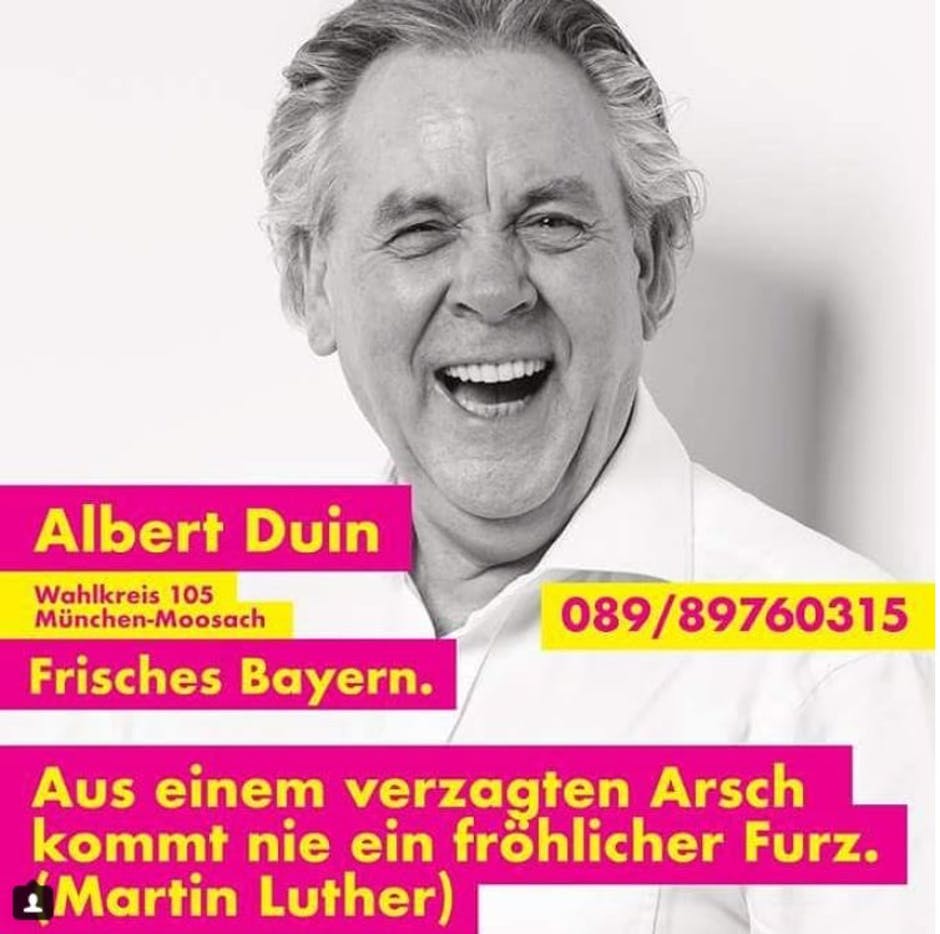 Albert Duin
Wahlkreis 105
München-Moosach
089/89760315
Frisches Bayern.
Aus einem verzagten Arsch
kommt nie ein fröhlicher Furz.
(Martin Luther)